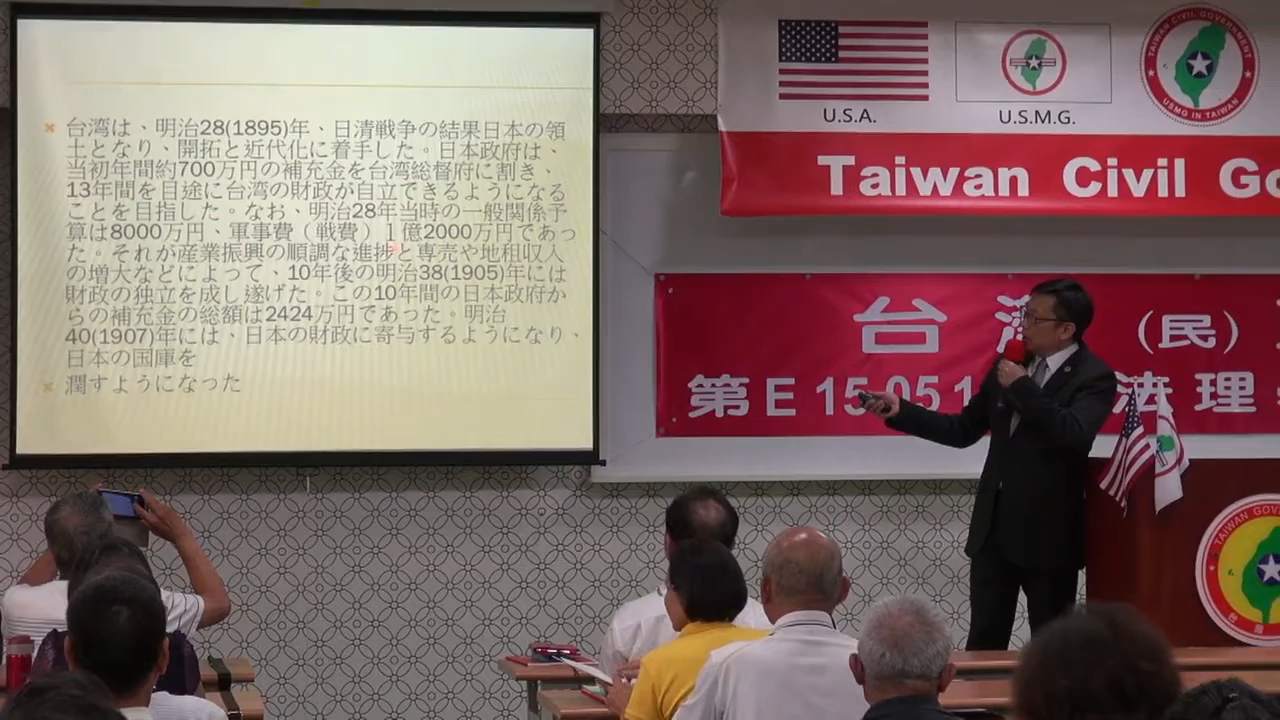 台湾は、明治28(1895)年、日清戦争の結果日本の領
土となり、開拓と近代化に着手した。日本政府は、
当初年間約700万円の補充金を台湾総督府に割き、
13年間を目途に台湾の財政が自立できるようになる
ことを目指した。なお、明治28年当時の一般関係予
算は8000万円、軍事費（戦費）1億2000万円であっ
た。それが産業振興の順調な進捗と専売や地租収入
の増大などによって、10年後の明治38(1905)年には
財政の独立を成し遂げた。この10年間の日本政府か
らの補充金の総額は2424万円であった。明治
40(1907)年には、日本の財政に寄与するようになり、
日本の国庫を
潤すようになった
U.S.A.
U.S.M.G.
TAIWAN CIVIL GOVERNMENT
USMG IN TAIWAN
Taiwan Civil Go
台 (民)
第E 15 05 1 法理
TAIWAN GOV
台